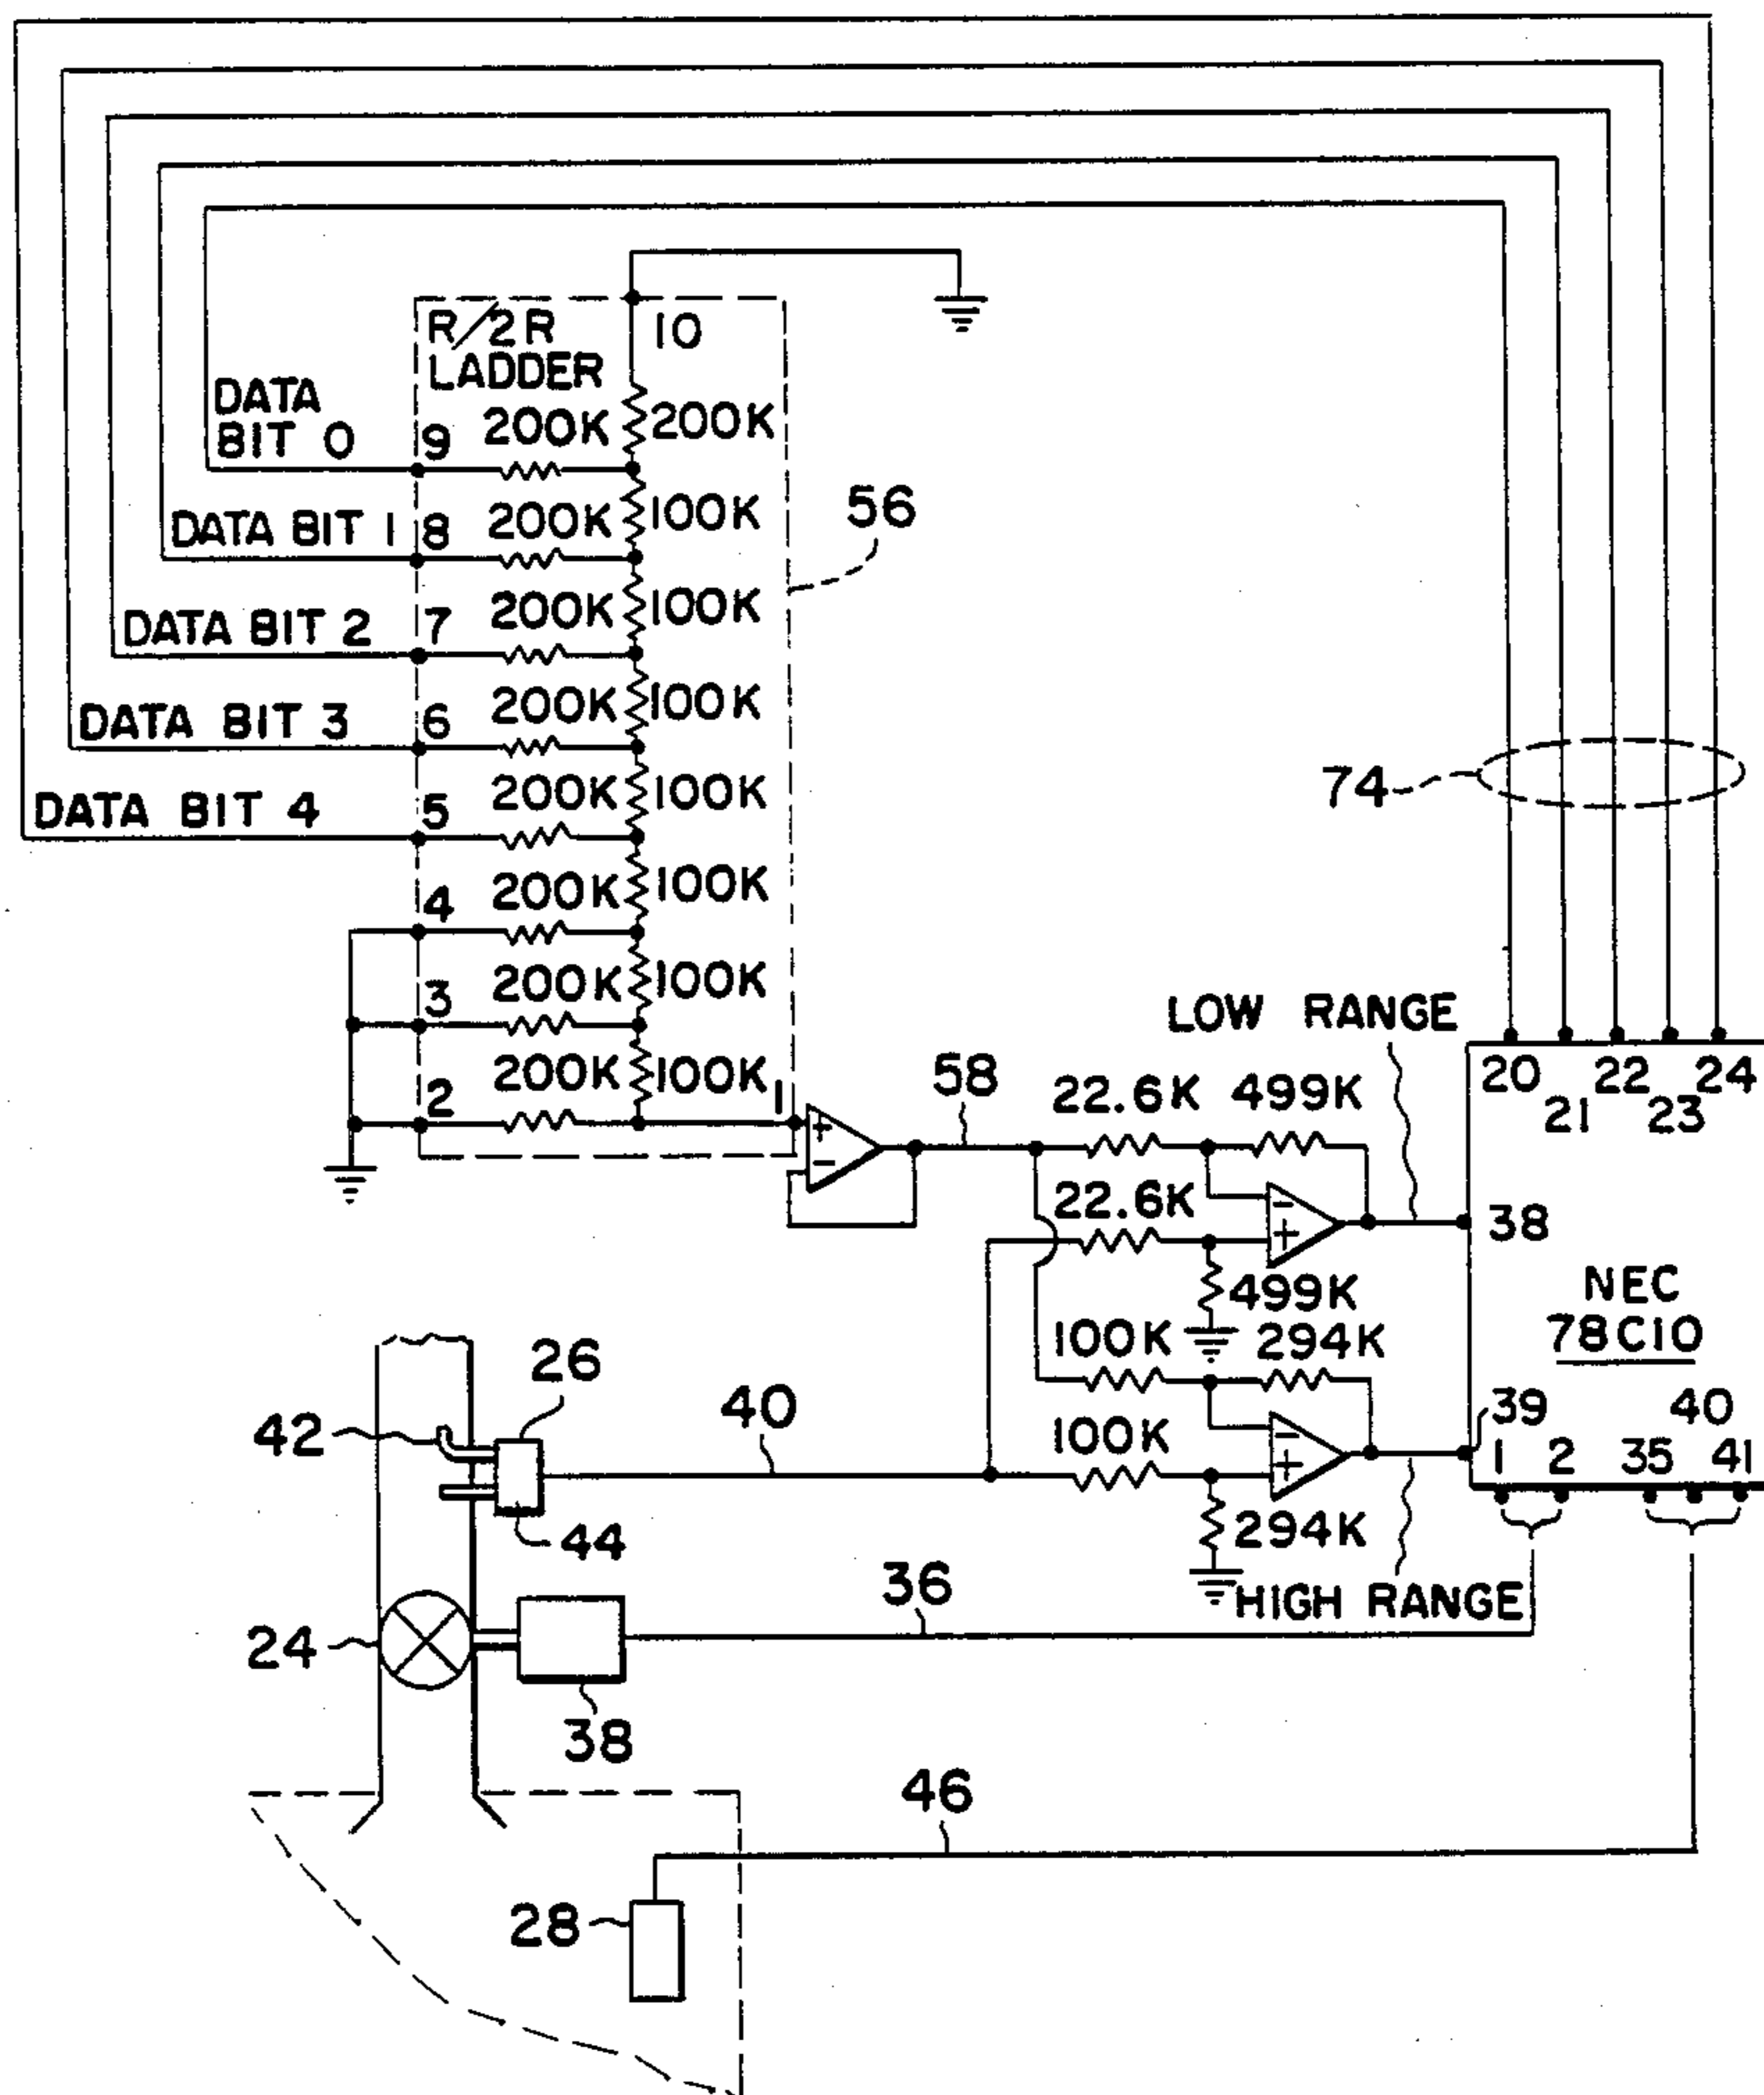 R/2R 10
LADDER
DATA
BIT 0 9 200K 200K
DATA BIT 1 8 200K 100K
56
DATA BIT 2 7 200K 100K
DATA BIT 3 6 200K 100K
74
DATA BIT 4 5 200K 100K
4 200K 100K
3 200K 100K
LOW RANGE
2 200K 100K 1
58
22.6K 499K
20 22 24
21 23
22.6K
38
499K
NEC
78C10
100K 294K
26
42
40
100K
39
40
1 2 35 41
44
294K
36
HIGH RANGE
24
38
46
28